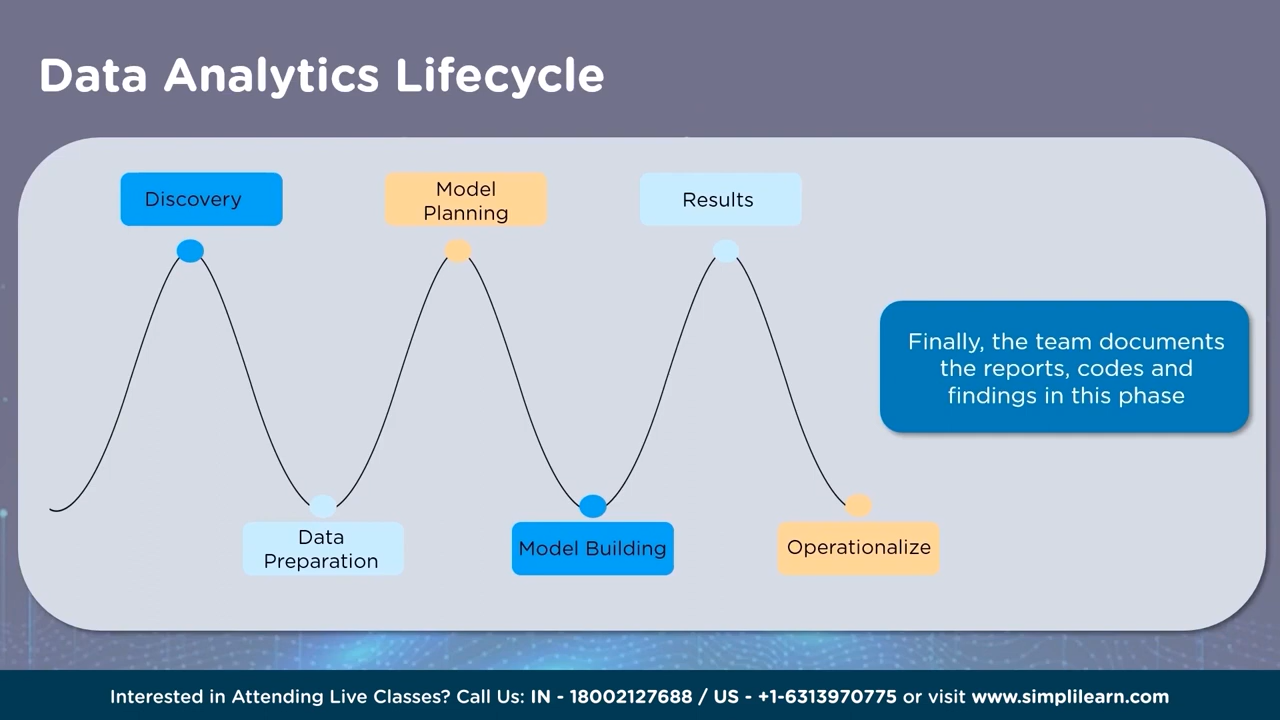 Data Analytics Lifecycle
Discovery
Model
Planning
Results
Finally, the team documents
the reports, codes and
findings in this phase
Data
Preparation
Model Building
Operationalize
Interested in Attending Live Classes? Call Us: IN - 18002127688 / US - +1-6313970775 or visit www.simplilearn.com